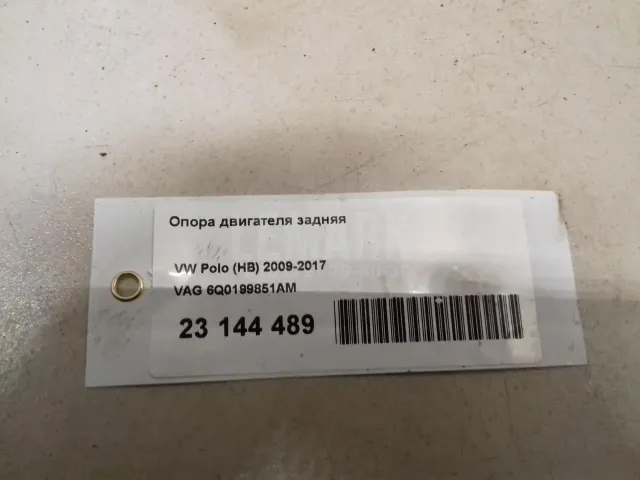 Опора двигателя задняя
VW Polo (HB) 2009-2017
VAG 6Q0199851AM
23 144 489